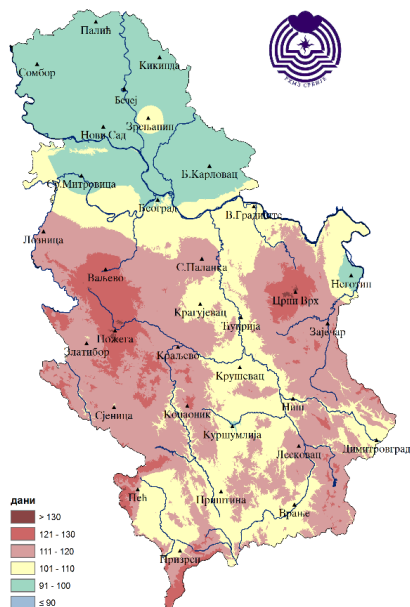 Палић
Кикинда
Сомбор
Бечеј
Зрењанин
Нови Сад
Б.Карловац
Ср.Митровица
Београд
В.Градиште
Лозница
С.Паланка
Неготин
Ваљево
Црни Врх
Крагујевац
Ћуприја
Зајечар
Пожега
Златибор
Краљево
Крушевац
Сјеница
Копаоник
Ниш
Куршумлија
Димитровград
Лесковац
Пећ
Приштина
Врање
Призрен
дани
> 130
121 - 130
111 - 120
101 - 110
91 - 100
≤ 90